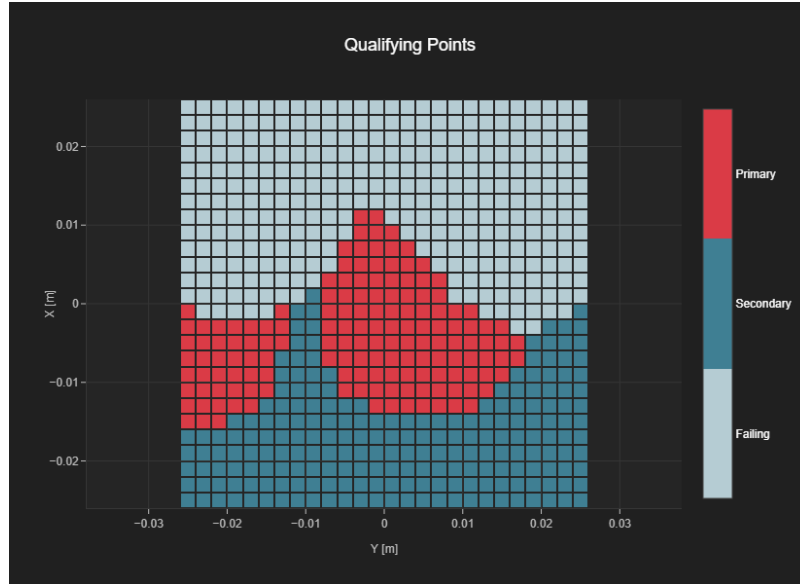 Qualifying Points
0.02
0.01
0
−0.01
−0.02
X [m]
−0.03
−0.02
−0.01
0
0.01
0.02
0.03
Y [m]
Primary
Secondary
Failing